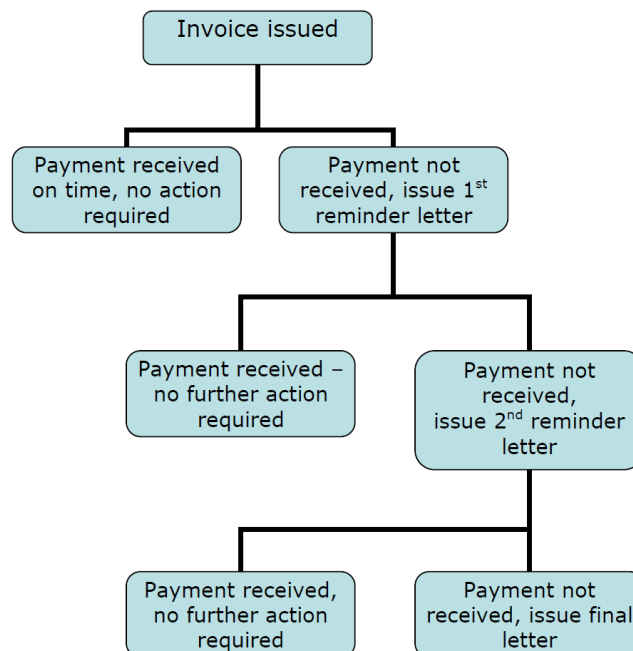 Invoice issued
Payment received
on time, no action
required
Payment not
received, issue 1st
reminder letter
Payment received –
no further action
required
Payment not
received,
issue 2nd reminder
letter
Payment received,
no further action
required
Payment not
received, issue final
letter